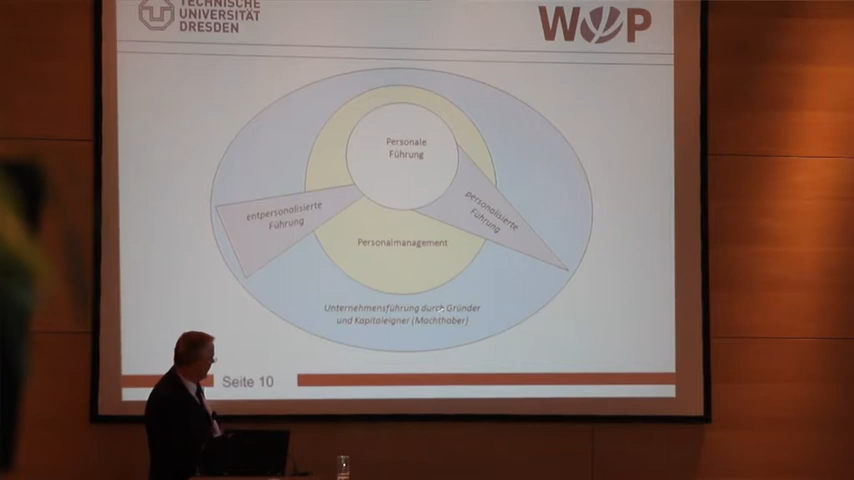 TECHNISCHE
UNIVERSITÄT
DRESDEN
WOP
Personale
Führung
entpersonalisierte
Führung
personalisierte
Führung
Personalmanagement
Unternehmensführung durch Gründer
und Kapitaleigner (Machthaber)
Seite 10